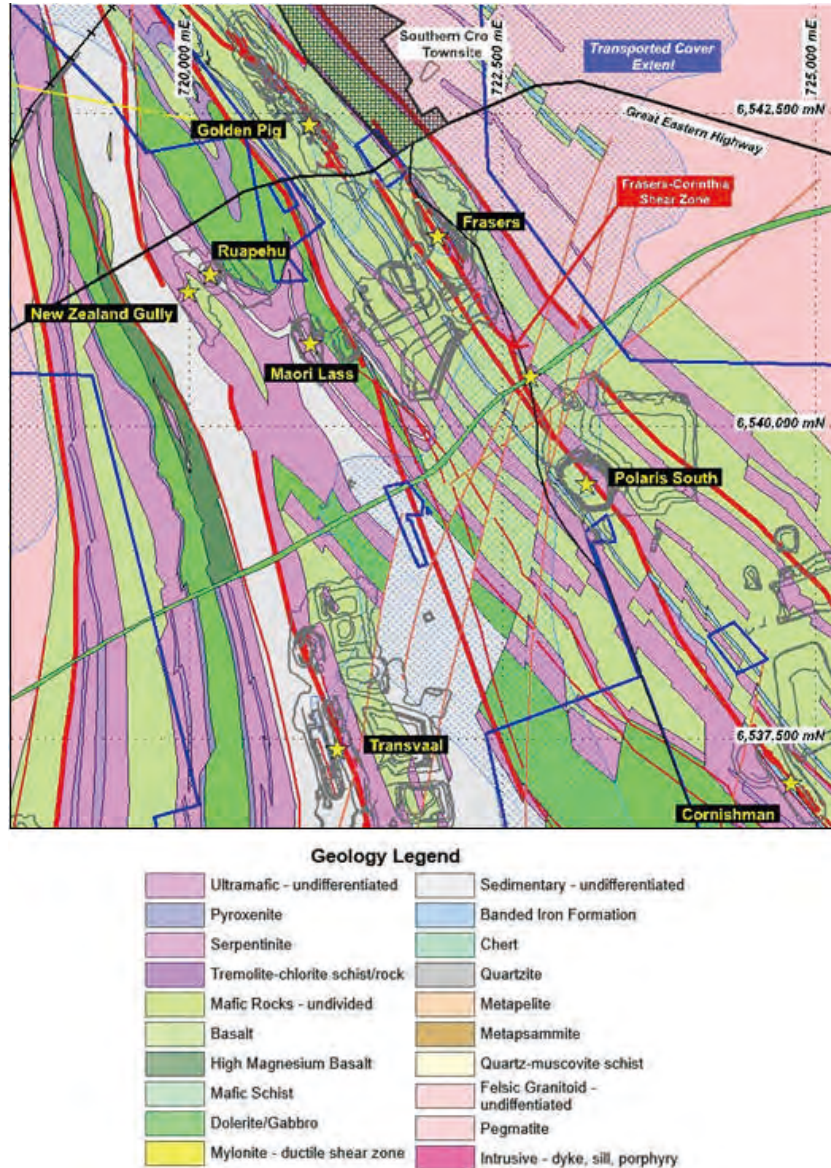 Southern Cro
Townsite
Transported Cover
Extent
720,000 mE
722,500 mE
725,000 mE
6,542,500 mN
Great Eastern Highway
Golden Pig
Frasers-Corinthia
Shear Zone
Frasers
Ruapehu
New Zealand Gully
Maori Lass
6,540,000 mN
Polaris South
6,537,500 mN
Transvaal
Cornishman
Geology Legend
Ultramafic - undifferentiated
Pyroxenite
Serpentinite
Tremolite-chlorite schist/rock
Mafic Rocks - undivided
Basalt
High Magnesium Basalt
Mafic Schist
Dolerite/Gabbro
Mylonite - ductile shear zone
Sedimentary - undifferentiated
Banded Iron Formation
Chert
Quartzite
Metapelite
Metapsammite
Quartz-muscovite schist
Felsic Granitoid -
undifferentiated
Pegmatite
Intrusive - dyke, sill, porphyry